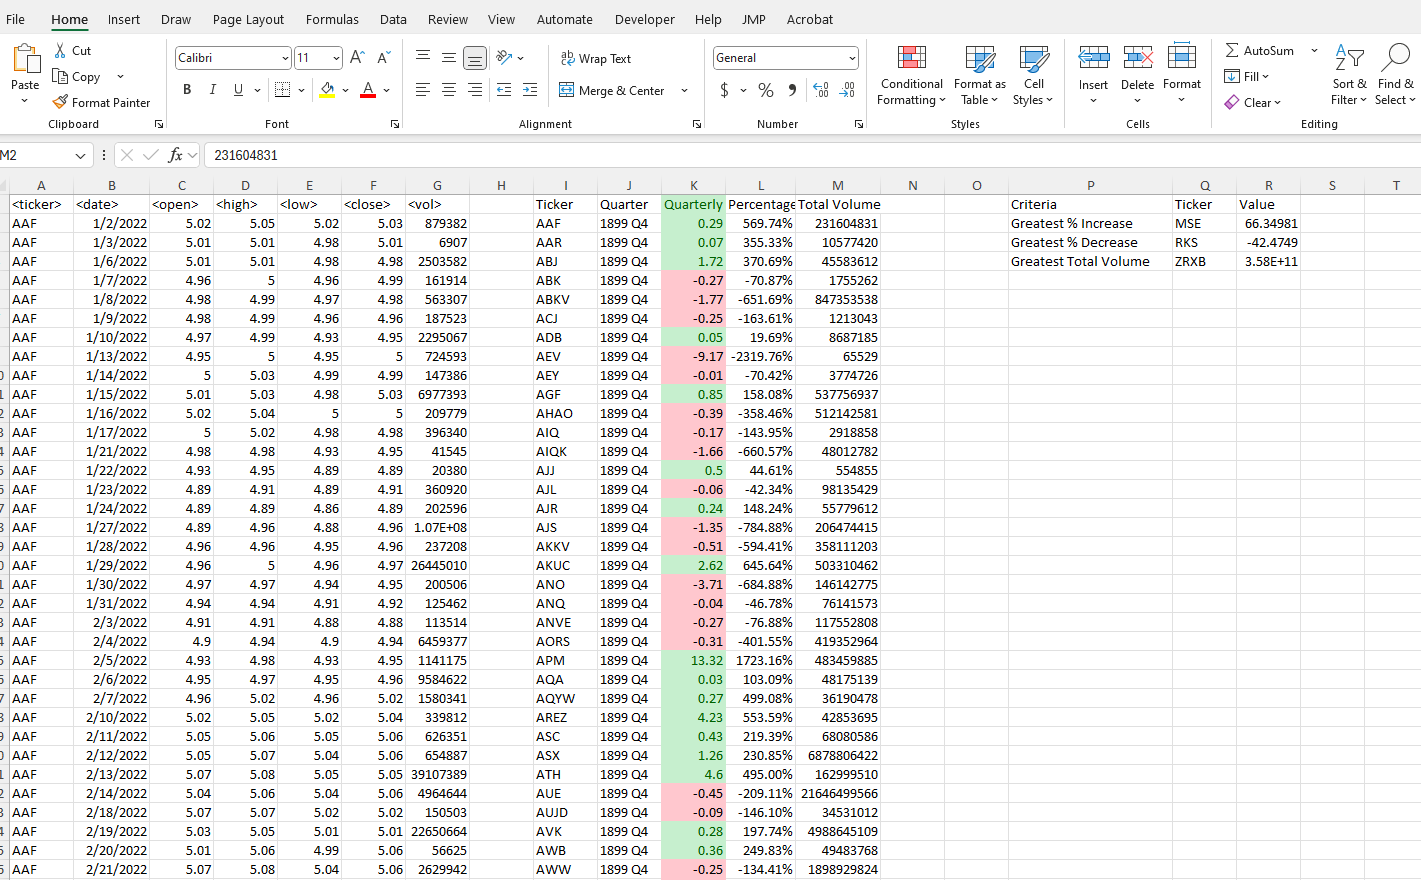 File Home Insert Draw Page Layout Formulas Data Review View Automate Developer Help JMP Acrobat
Paste Cut Copy Format Painter Clipboard
Calibri 11 A^ A B I U A Font
Wrap Text Merge & Center Alignment
General $ % 9 Number
Conditional Formatting Format as Table Cell Styles Styles
Insert Delete Format Cells
AutoSum Fill Clear Sort & Filter Find & Select Editing
M2 fx 231604831
A B C D E F G H I J K L M N O P Q R S T
<ticker> <date> <open> <high> <low> <close> <vol> Ticker Quarter Quarterly Percentage Total Volume Criteria Ticker Value
AAF 1/2/2022 5.02 5.05 5.02 5.03 879382 AAF 1899 Q4 0.29 569.74% 231604831 Greatest % Increase MSE 66.34981
AAF 1/3/2022 5.01 5.01 4.98 5.01 6907 AAR 1899 Q4 0.07 355.33% 10577420 Greatest % Decrease RKS -42.4749
AAF 1/6/2022 5.01 5.01 4.98 4.98 2503582 ABJ 1899 Q4 1.72 370.69% 45583612 Greatest Total Volume ZRXB 3.58E+11
AAF 1/7/2022 4.96 5 4.96 4.99 161914 ABK 1899 Q4 -0.27 -70.87% 1755262
AAF 1/8/2022 4.98 4.99 4.97 4.98 563307 ABKV 1899 Q4 -1.77 -651.69% 847353538
AAF 1/9/2022 4.98 4.99 4.96 4.96 187523 ACJ 1899 Q4 -0.25 -163.61% 1213043
AAF 1/10/2022 4.97 4.99 4.93 4.95 2295067 ADB 1899 Q4 0.05 19.69% 8687185
AAF 1/13/2022 4.95 5 4.95 5 724593 AEV 1899 Q4 -9.17 -2319.76% 65529
AAF 1/14/2022 5 5.03 4.99 4.99 147386 AEY 1899 Q4 -0.01 -70.42% 3774726
AAF 1/15/2022 5.01 5.03 4.98 5.03 6977393 AGF 1899 Q4 0.85 158.08% 537756937
AAF 1/16/2022 5.02 5.04 5 5 209779 AHAO 1899 Q4 -0.39 -358.46% 512142581
AAF 1/17/2022 5 5.02 4.98 4.98 396340 AIQ 1899 Q4 -0.17 -143.95% 2918858
AAF 1/21/2022 4.98 4.98 4.93 4.95 41545 AIQK 1899 Q4 -1.66 -660.57% 48012782
AAF 1/22/2022 4.93 4.95 4.89 4.89 20380 AJJ 1899 Q4 0.5 44.61% 554855
AAF 1/23/2022 4.89 4.91 4.89 4.91 360920 AJL 1899 Q4 -0.06 -42.34% 98135429
AAF 1/24/2022 4.89 4.89 4.86 4.89 202596 AJR 1899 Q4 0.24 148.24% 55779612
AAF 1/27/2022 4.89 4.96 4.88 4.96 1.07E+08 AJS 1899 Q4 -1.35 -784.88% 206474415
AAF 1/28/2022 4.96 4.96 4.95 4.96 237208 AKKV 1899 Q4 -0.51 -594.41% 358111203
AAF 1/29/2022 4.96 5 4.96 4.97 26445010 AKUC 1899 Q4 2.62 645.64% 503310462
AAF 1/30/2022 4.97 4.97 4.94 4.95 200506 ANO 1899 Q4 -3.71 -684.88% 146142775
AAF 1/31/2022 4.94 4.94 4.91 4.92 125462 ANQ 1899 Q4 -0.04 -46.78% 76141573
AAF 2/3/2022 4.91 4.91 4.88 4.88 113514 ANVE 1899 Q4 -0.27 -76.88% 117552808
AAF 2/4/2022 4.9 4.94 4.9 4.94 6459377 AORS 1899 Q4 -0.31 -401.55% 419352964
AAF 2/5/2022 4.93 4.98 4.93 4.95 1141175 APM 1899 Q4 13.32 1723.16% 483459885
AAF 2/6/2022 4.95 4.97 4.95 4.96 9584622 AQA 1899 Q4 0.03 103.09% 48175139
AAF 2/7/2022 4.96 5.02 4.96 5.02 1580341 AQYW 1899 Q4 0.27 499.08% 36190478
AAF 2/10/2022 5.02 5.05 5.02 5.04 339812 AREZ 1899 Q4 4.23 553.59% 42853695
AAF 2/11/2022 5.05 5.06 5.05 5.06 626351 ASC 1899 Q4 0.43 219.39% 68080586
AAF 2/12/2022 5.05 5.07 5.04 5.06 654887 ASX 1899 Q4 1.26 230.85% 6878806422
AAF 2/13/2022 5.07 5.08 5.05 5.05 39107389 ATH 1899 Q4 4.6 495.00% 162999510
AAF 2/14/2022 5.04 5.06 5.04 5.06 4964644 AUE 1899 Q4 -0.45 -209.11% 21646499566
AAF 2/18/2022 5.07 5.07 5.02 5.02 150503 AUJD 1899 Q4 -0.09 -146.10% 34531012
AAF 2/19/2022 5.03 5.05 5.01 5.01 22650664 AVK 1899 Q4 0.28 197.74% 4988645109
AAF 2/20/2022 5.01 5.06 4.99 5.06 56625 AWB 1899 Q4 0.36 249.83% 49483768
AAF 2/21/2022 5.07 5.08 5.04 5.06 2629942 AWW 1899 Q4 -0.25 -134.41% 1898929824